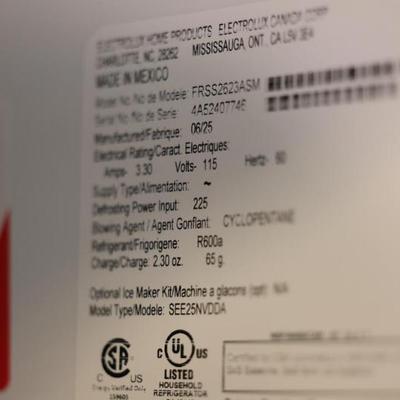 ELECTROLUX HOME PRODUCTS ELECTROLUX CANADA CORP
CHARLOTTE, NC, 28262 MISSISSAUGA, ONT. CA L5V 3E4
MADE IN MEXICO
Model No. No de Modele: FRSS2623ASM
Serial No/No de Serie: 4A52407746
Manufactured/Fabrique: 06/25
Electrical Rating/Caract. Electriques:
Amps- 3.30 Volts- 115 Hertz- 60
Supply Type/Alimentation: ~
Defrosting Power Input: 225
Blowing Agent / Agent Gonflant: CYCLOPENTANE
Refrigerant/Frigorigene: R600a
Charge/Charge: 2.30 oz. 65 g.
Optional Ice Maker Kit/Machine a glacons (opt): N/A
Model Type/Modele: SEE25NVDDA
C US
Energy Verified
C UL US
LISTED
HOUSEHOLD
REFRIGERATOR